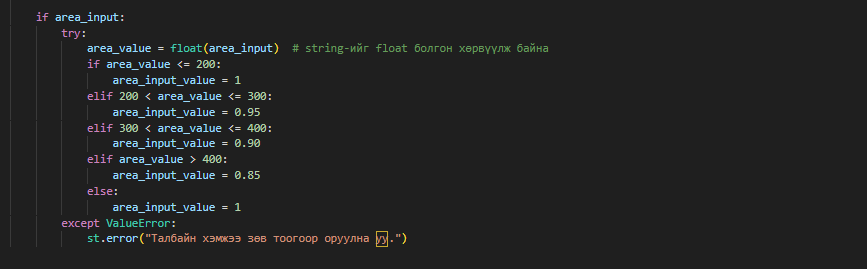 if area_input:
try:
area_value = float(area_input)  # string-ийг float болгон хөрвүүлж байна
if area_value <= 200:
area_input_value = 1
elif 200 < area_value <= 300:
area_input_value = 0.95
elif 300 < area_value <= 400:
area_input_value = 0.90
elif area_value > 400:
area_input_value = 0.85
else:
area_input_value = 1
except ValueError:
st.error("Талбайн хэмжээ зөв тоогоор оруулна уу.")